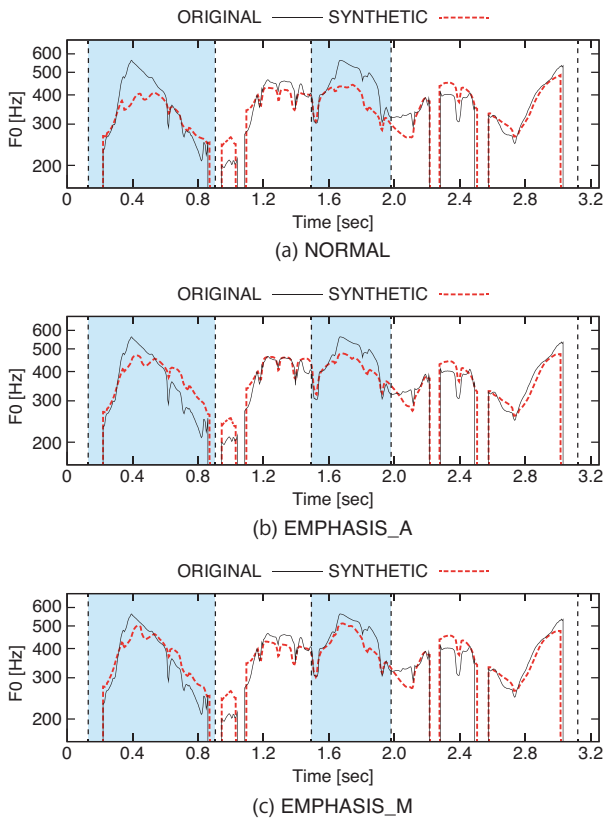 ORIGINAL SYNTHETIC
600
500
400
300
200
F0 [Hz]
0 0.4 0.8 1.2 1.6 2.0 2.4 2.8 3.2
Time [sec]
(a) NORMAL
ORIGINAL SYNTHETIC
600
500
400
300
200
F0 [Hz]
0 0.4 0.8 1.2 1.6 2.0 2.4 2.8 3.2
Time [sec]
(b) EMPHASIS_A
ORIGINAL SYNTHETIC
600
500
400
300
200
F0 [Hz]
0 0.4 0.8 1.2 1.6 2.0 2.4 2.8 3.2
Time [sec]
(c) EMPHASIS_M